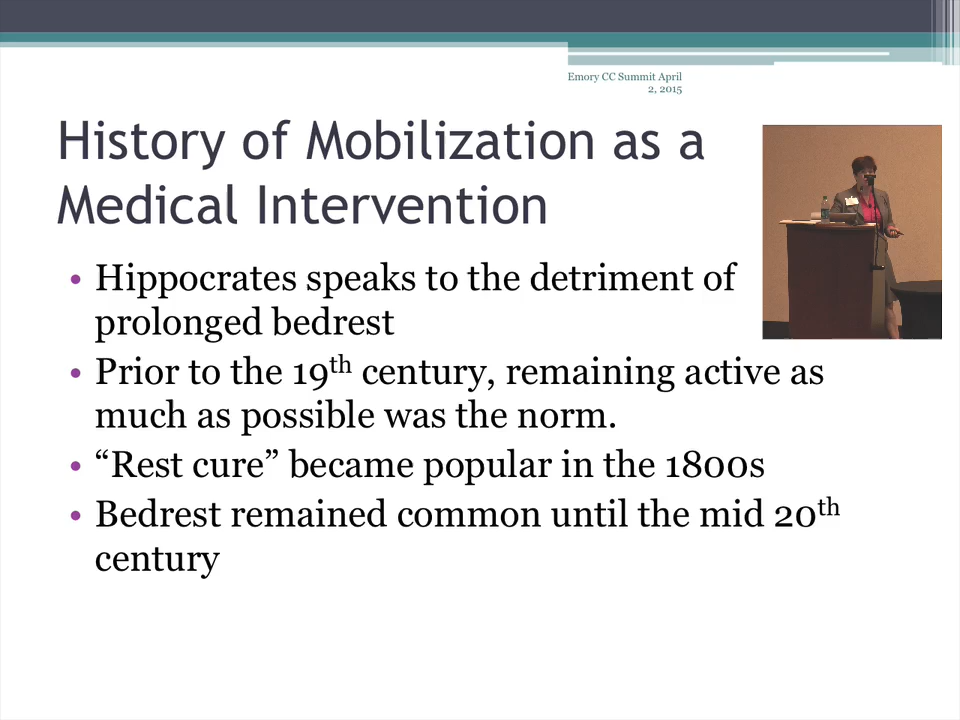 Emory CC Summit April
2, 2015
History of Mobilization as a
Medical Intervention
• Hippocrates speaks to the detriment of
prolonged bedrest
• Prior to the 19th century, remaining active as
much as possible was the norm.
• “Rest cure” became popular in the 1800s
• Bedrest remained common until the mid 20th
century